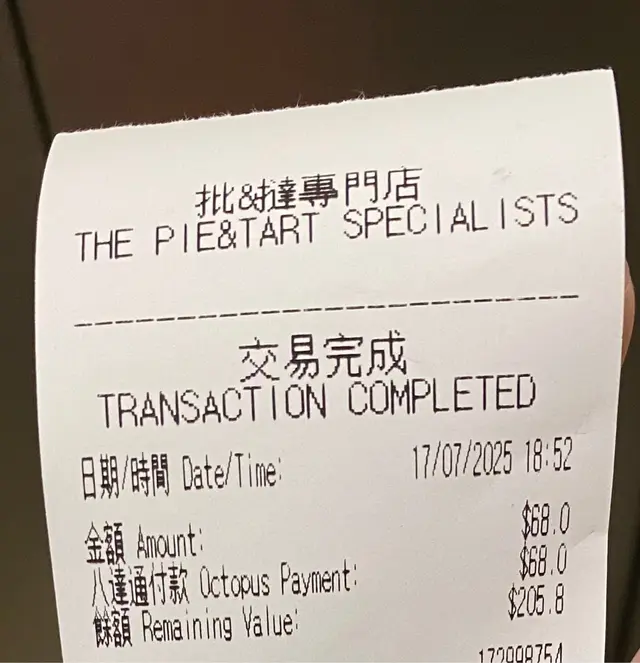 批&撻專門店
THE PIE&TART SPECIALISTS
交易完成
TRANSACTION COMPLETED
日期/時間 Date/Time: 17/07/2025 18:52
金額 Amount: $68.0
八達通付款 Octopus Payment: $68.0
餘額 Remaining Value: $205.8
172998754